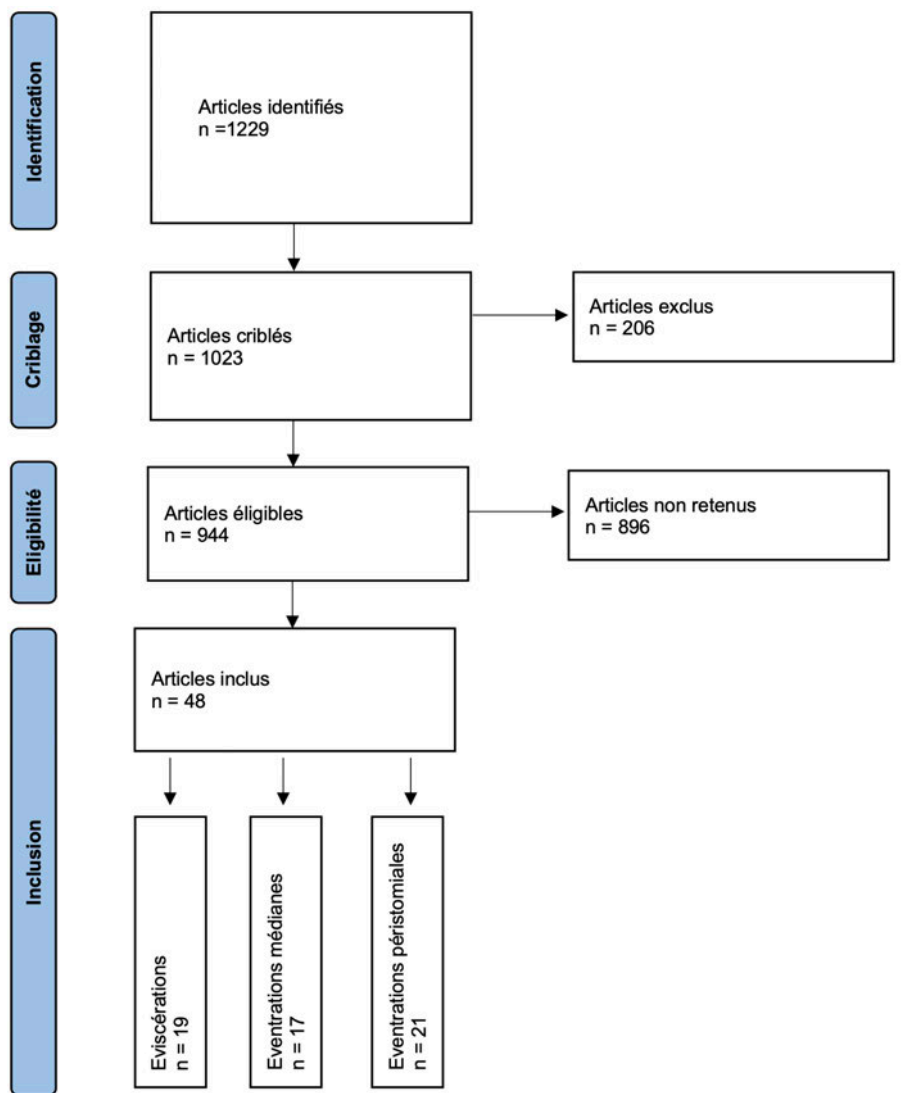 Identification
Articles identifiés
n =1229
Criblage
Articles criblés
n = 1023
Articles exclus
n = 206
Eligibilité
Articles éligibles
n = 944
Articles non retenus
n = 896
Inclusion
Articles inclus
n = 48
Eviscérations
n = 19
Eventrations médianes
n = 17
Eventrations péristomiales
n = 21